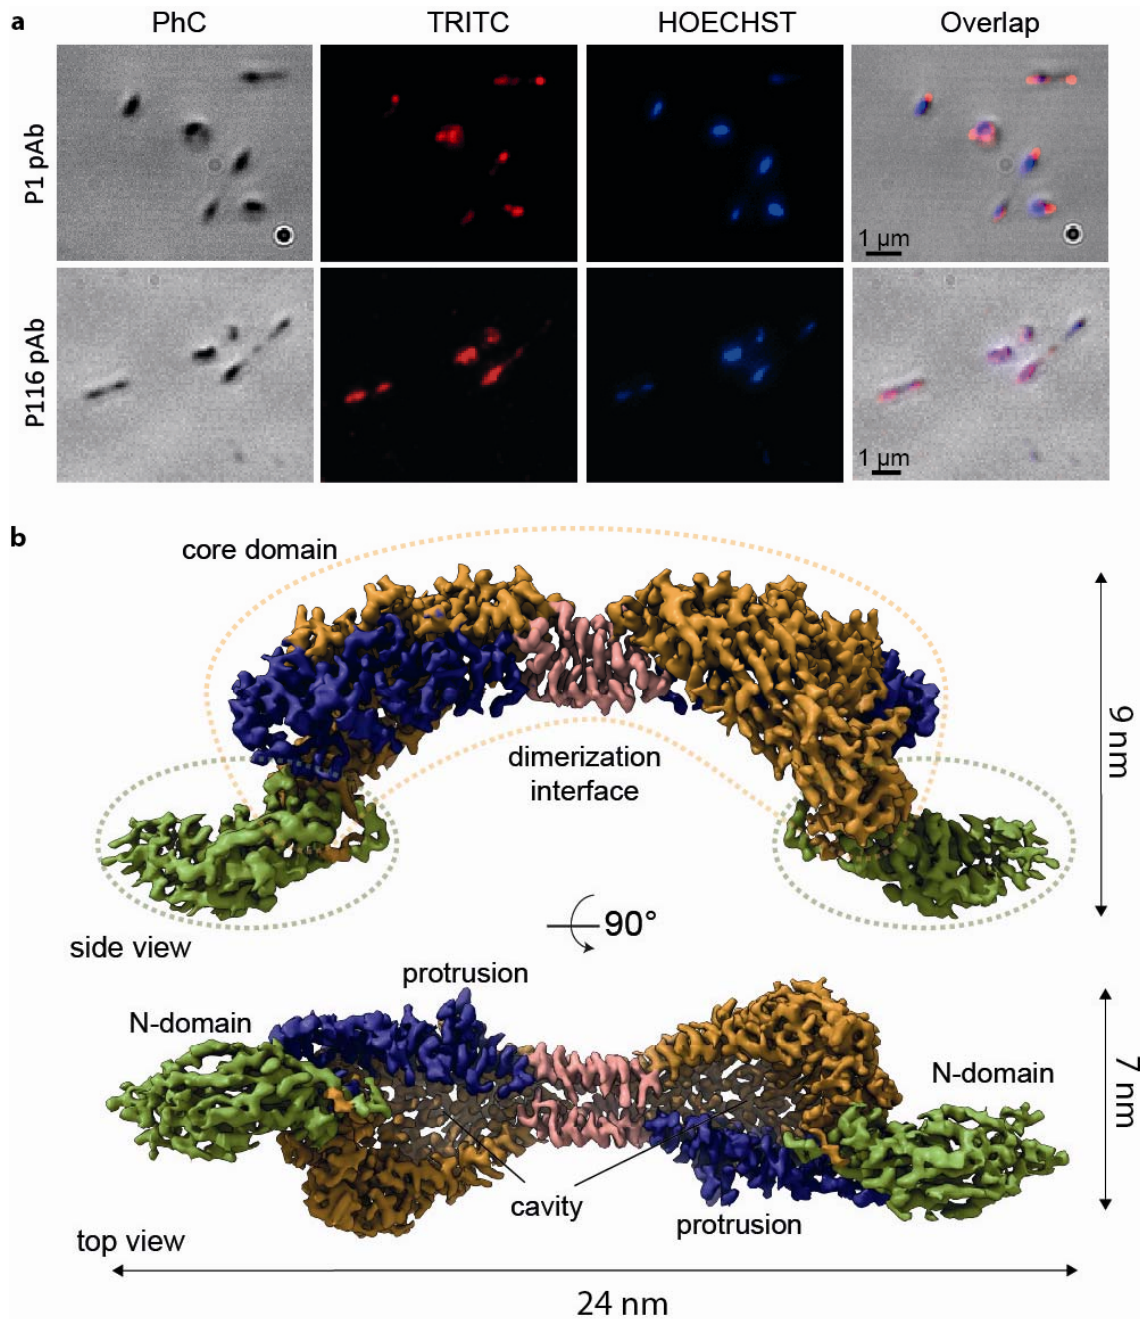 a
PhC TRITC HOECHST Overlap
P1 pAb
1 µm
P116 pAb
1 µm
b
core domain
dimerization
interface
9 nm
side view
90°
protrusion
N-domain
N-domain
7 nm
cavity
protrusion
top view
24 nm